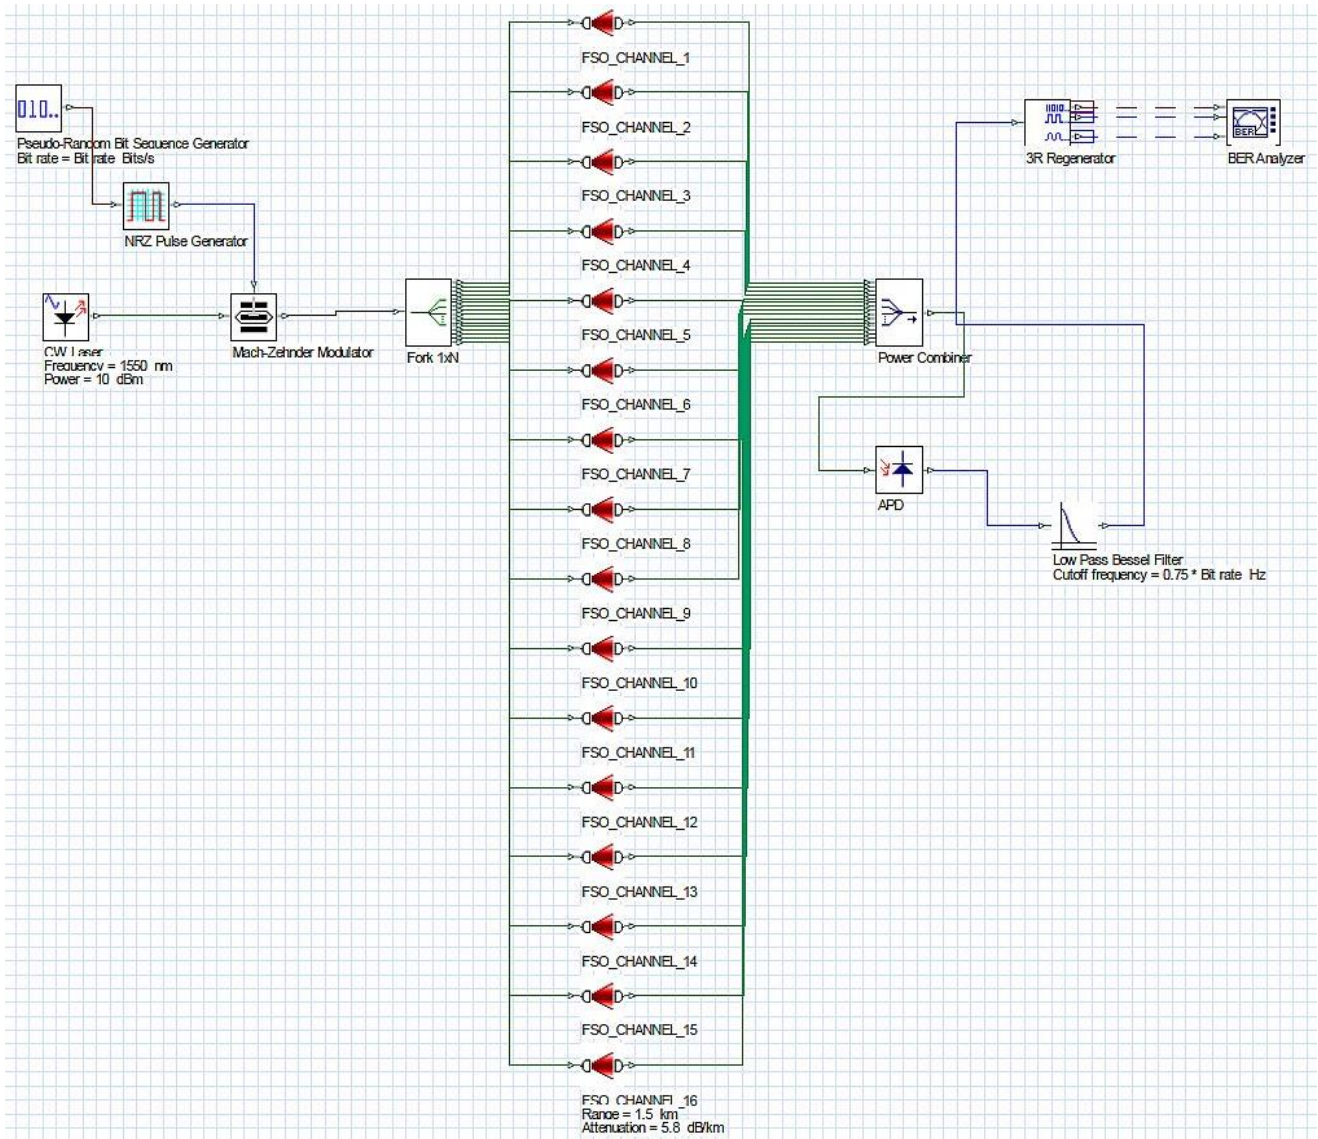 FSO_CHANNEL_1
FSO_CHANNEL_2
FSO_CHANNEL_3
FSO_CHANNEL_4
FSO_CHANNEL_5
FSO_CHANNEL_6
FSO_CHANNEL_7
FSO_CHANNEL_8
FSO_CHANNEL_9
FSO_CHANNEL_10
FSO_CHANNEL_11
FSO_CHANNEL_12
FSO_CHANNEL_13
FSO_CHANNEL_14
FSO_CHANNEL_15
FSO_CHANNEL_16
Range = 1.5 km
Attenuation = 5.8 dB/km
010..
Pseudo-Random Bit Sequence Generator
Bit rate = Bit rate Bits/s
NRZ Pulse Generator
CW Laser
Frequency = 1550 nm
Power = 10 dBm
Mach-Zehnder Modulator
Fork 1xN
Power Combiner
APD
Low Pass Bessel Filter
Cutoff frequency = 0.75 * Bit rate Hz
3R Regenerator
BER
BER Analyzer